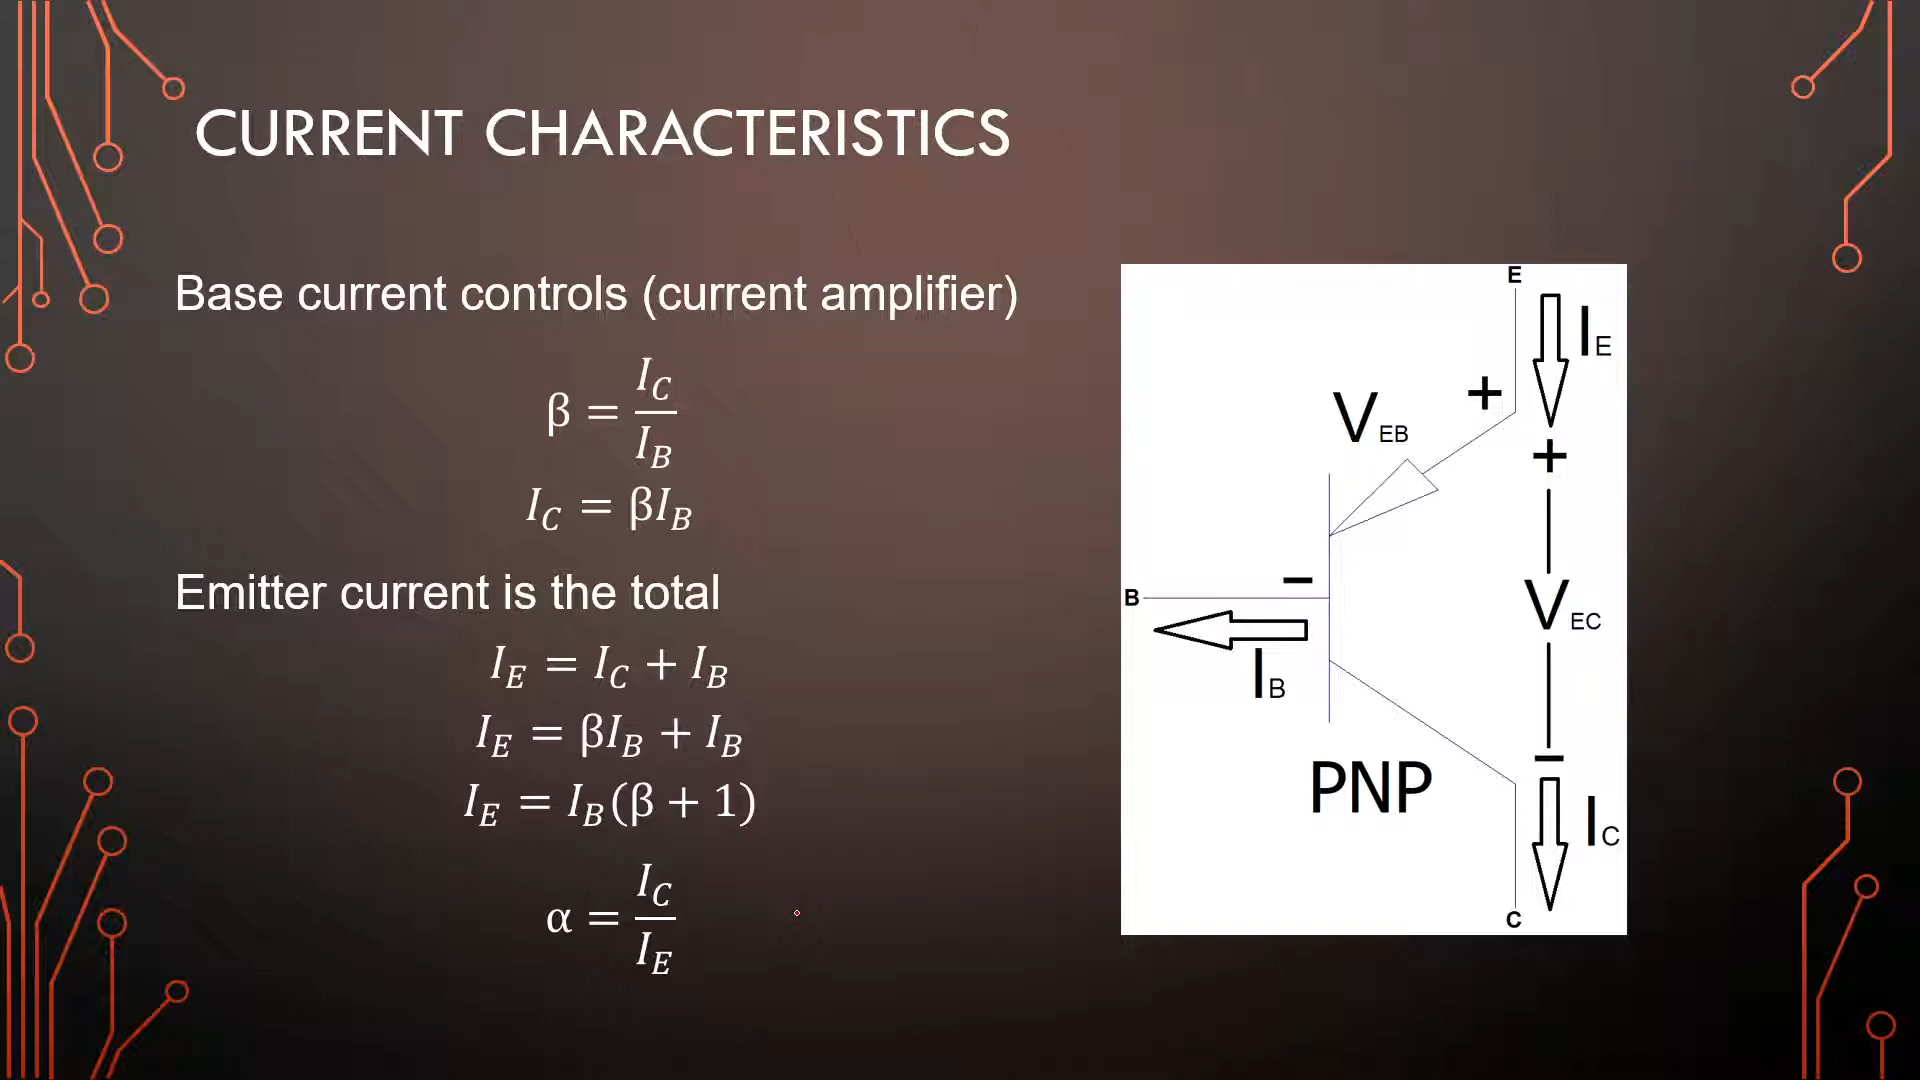 CURRENT CHARACTERISTICS
Base current controls (current amplifier)
β = I_C / I_B
I_C = βI_B
Emitter current is the total
I_E = I_C + I_B
I_E = βI_B + I_B
I_E = I_B(β + 1)
α = I_C / I_E
E
I_E
+
V_EB
+
−
B
V_EC
I_B
−
PNP
I_C
C